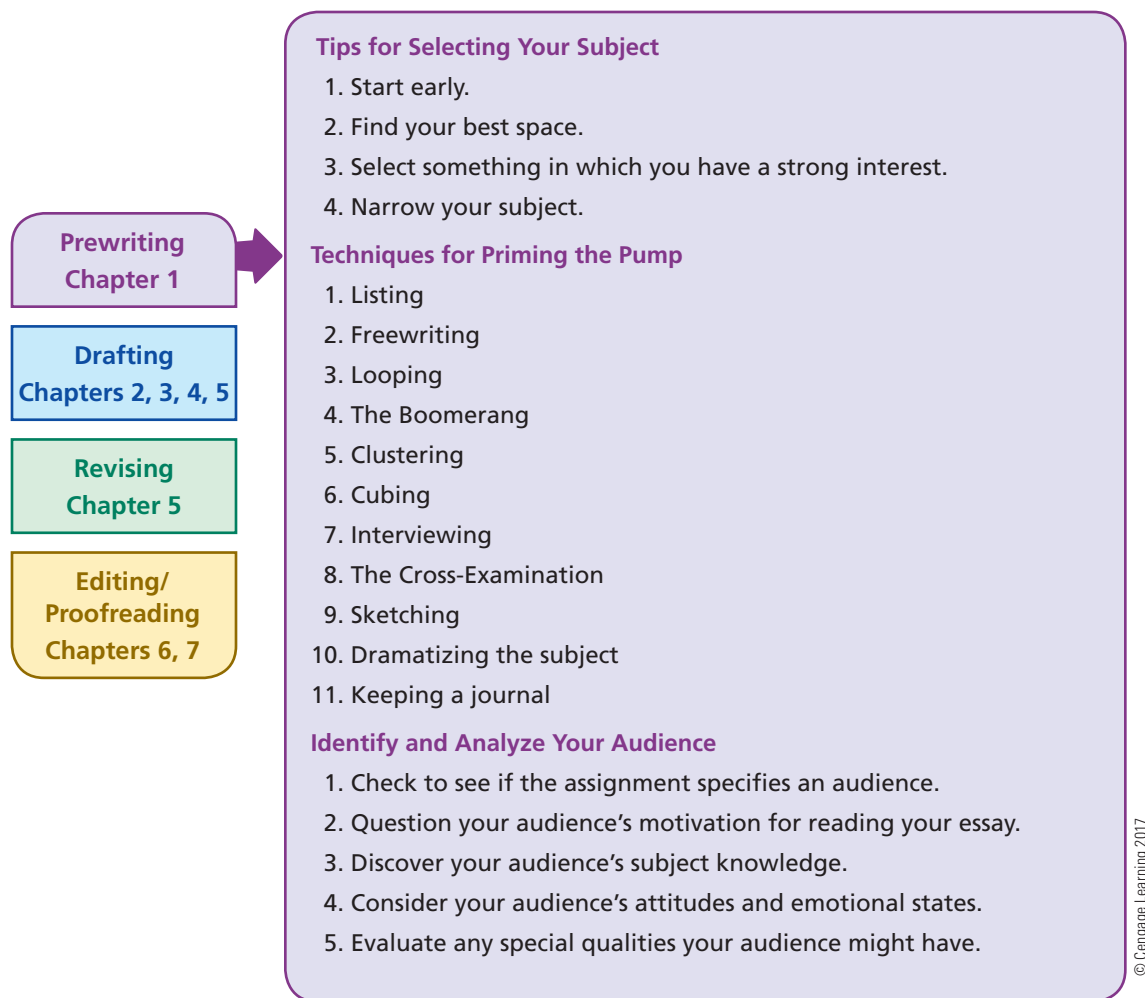 Prewriting
Chapter 1
Drafting
Chapters 2, 3, 4, 5
Revising
Chapter 5
Editing/
Proofreading
Chapters 6, 7
Tips for Selecting Your Subject
1. Start early.
2. Find your best space.
3. Select something in which you have a strong interest.
4. Narrow your subject.
Techniques for Priming the Pump
1. Listing
2. Freewriting
3. Looping
4. The Boomerang
5. Clustering
6. Cubing
7. Interviewing
8. The Cross-Examination
9. Sketching
10. Dramatizing the subject
11. Keeping a journal
Identify and Analyze Your Audience
1. Check to see if the assignment specifies an audience.
2. Question your audience’s motivation for reading your essay.
3. Discover your audience’s subject knowledge.
4. Consider your audience’s attitudes and emotional states.
5. Evaluate any special qualities your audience might have.
© Cengage Learning 2017